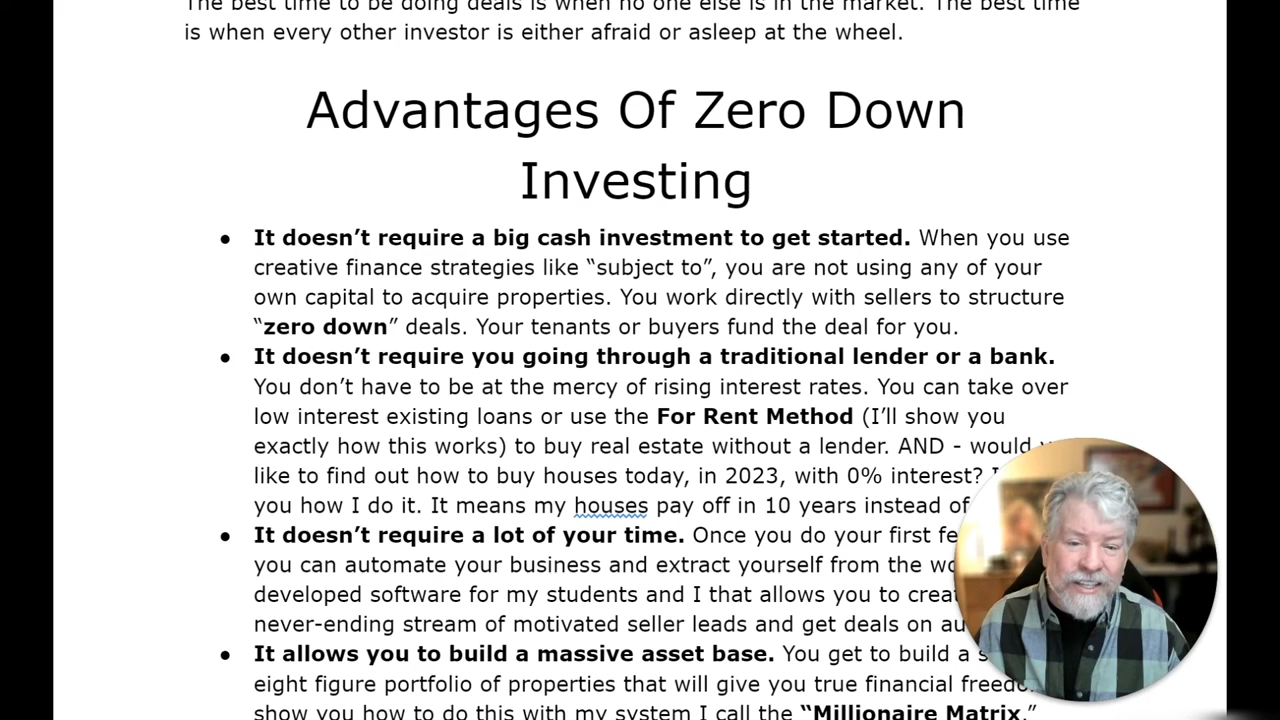 The best time to be doing deals is when no one else is in the market. The best time
is when every other investor is either afraid or asleep at the wheel.
Advantages Of Zero Down
Investing
● It doesn’t require a big cash investment to get started. When you use
creative finance strategies like “subject to”, you are not using any of your
own capital to acquire properties. You work directly with sellers to structure
“zero down” deals. Your tenants or buyers fund the deal for you.
● It doesn’t require you going through a traditional lender or a bank.
You don’t have to be at the mercy of rising interest rates. You can take over
low interest existing loans or use the For Rent Method (I’ll show you
exactly how this works) to buy real estate without a lender. AND - would
like to find out how to buy houses today, in 2023, with 0% interest?
you how I do it. It means my houses pay off in 10 years instead of
● It doesn’t require a lot of your time. Once you do your first
you can automate your business and extract yourself from the
developed software for my students and I that allows you to
never-ending stream of motivated seller leads and get deals on
● It allows you to build a massive asset base. You get to build a
eight figure portfolio of properties that will give you true financial
show you how to do this with my system I call the “Millionaire Matrix.”